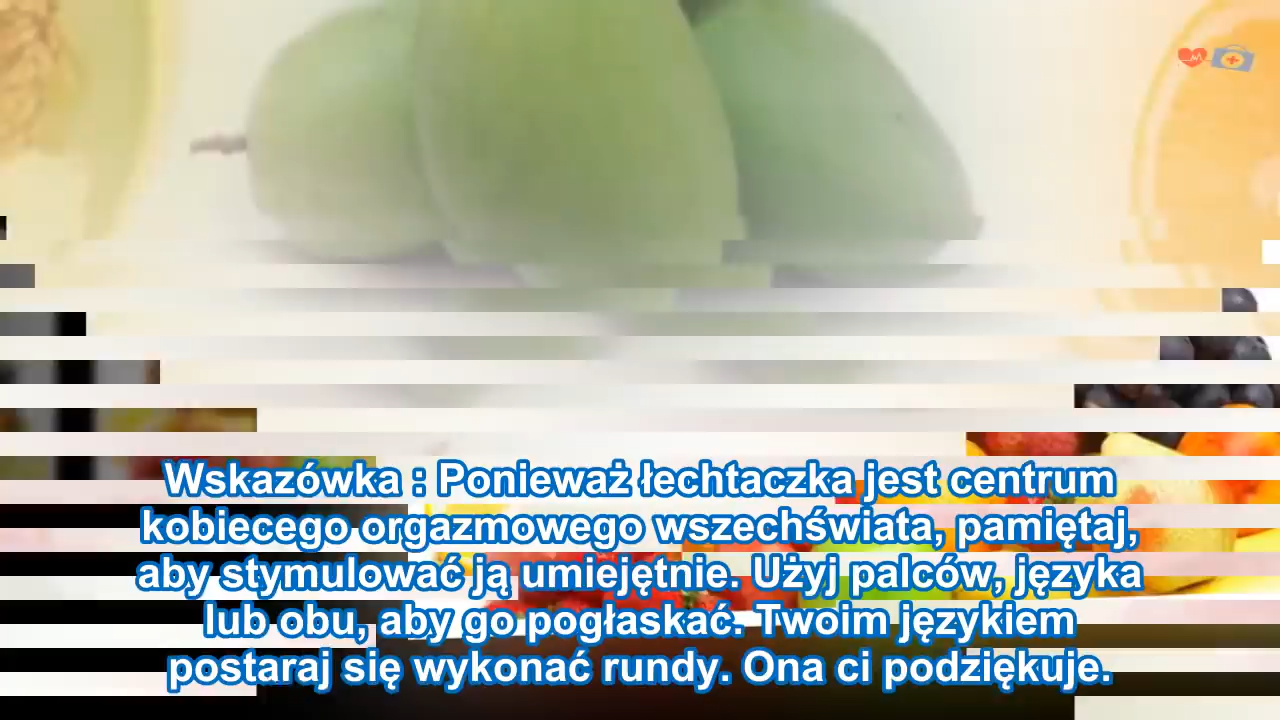 Wskazówka : Ponieważ łechtaczka jest centrum
kobiecego orgazmowego wszechświata, pamiętaj,
aby stymulować ją umiejętnie. Użyj palców, języka
lub obu, aby go pogłaskać. Twoim językiem
postaraj się wykonać rundy. Ona ci podziękuje.